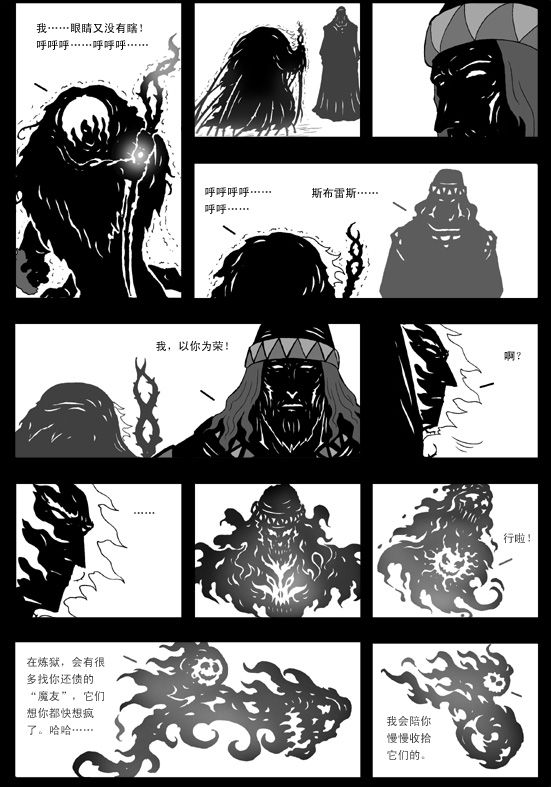 我……眼睛又没有瞎！
呼呼呼……呼呼呼……
呼呼呼呼……
呼呼……
斯布雷斯……
我，以你为荣！
啊？
……
行啦！
在炼狱，会有很
多找你还债的
“魔友”，它们
想你都快想疯
了。哈哈……
我会陪你
慢慢收拾
它们的。